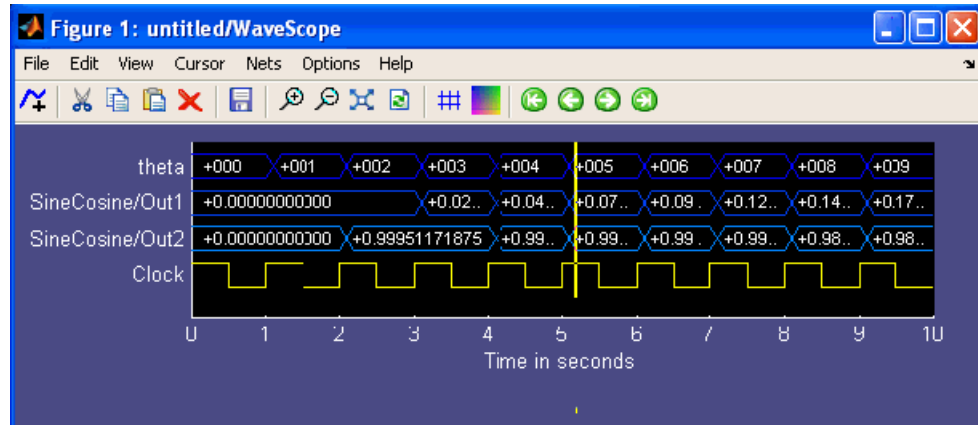 Figure 1: untitled/WaveScope
File Edit View Cursor Nets Options Help
theta +000 +001 +002 +003 +004 +005 +006 +007 +008 +009
SineCosine/Out1 +0.00000000000 +0.02.. +0.04.. +0.07.. +0.09. +0.12.. +0.14.. +0.17..
SineCosine/Out2 +0.00000000000 +0.99951171875 +0.99.. +0.99.. +0.99. +0.99.. +0.98.. +0.98..
Clock
0 1 2 3 4 5 6 7 8 9 10
Time in seconds